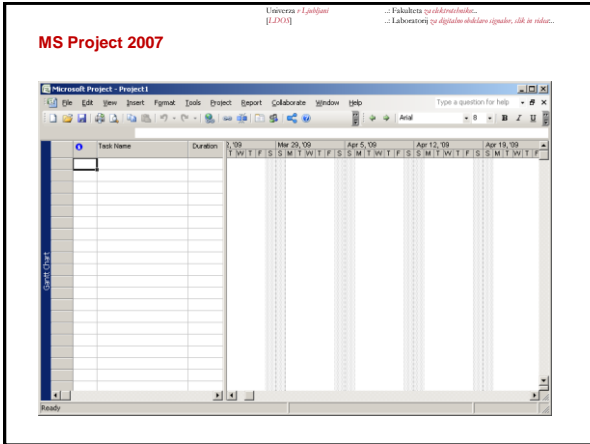 Univerza v Ljubljani ..: Fakulteta za elektrotehniko:..
[LDOS] ..: Laboratorij za digitalno obdelavo signalov, slik in videa:..
MS Project 2007
Microsoft Project - Project1
File Edit View Insert Format Tools Project Report Collaborate Window Help Type a question for help
Arial 8 B I U
Task Name Duration 2, '09 Mar 29, '09 Apr 5, '09 Apr 12, '09 Apr 19, '09
T W T F S S M T W T F S S M T W T F S S M T W T F S S M T W T F
Gantt Chart
Ready